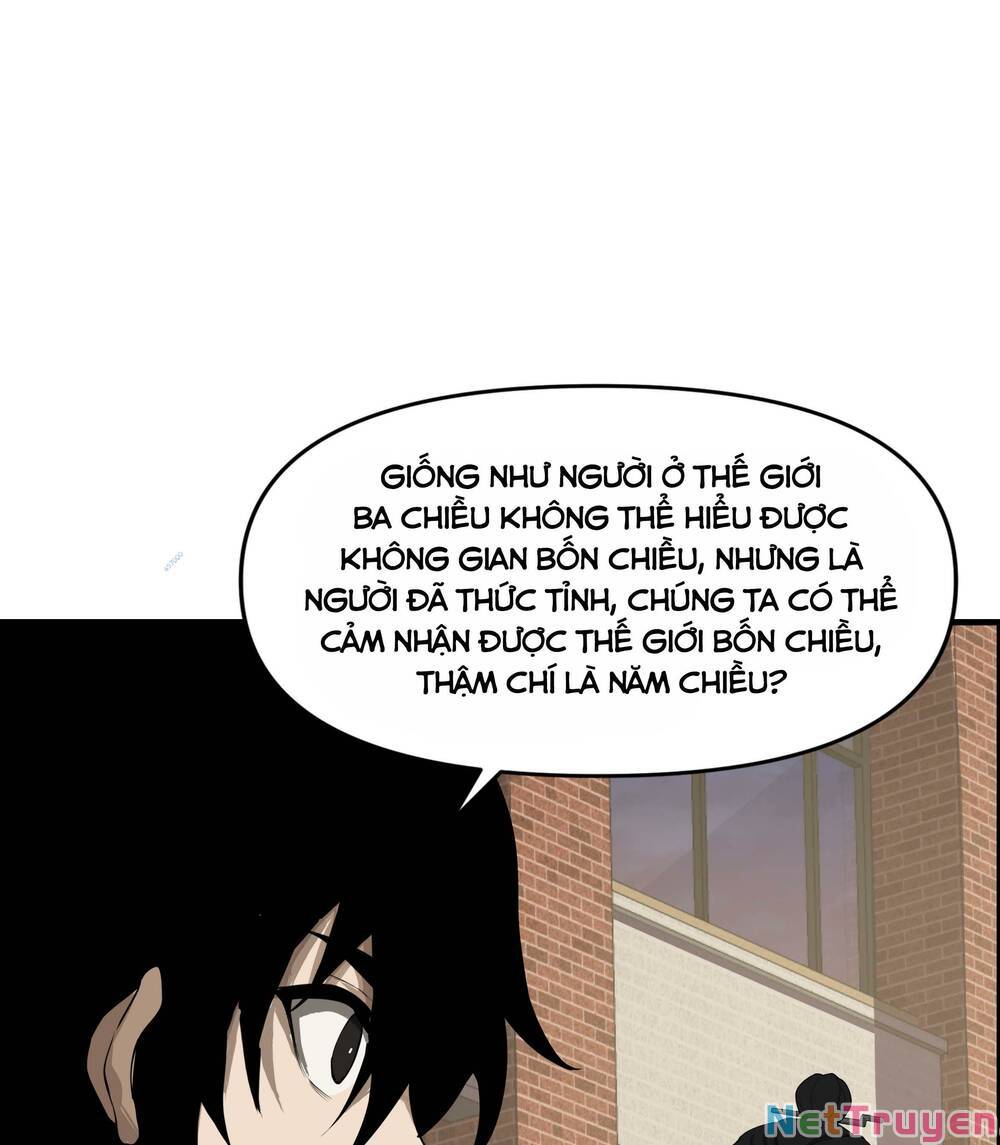 GIỐNG NHƯ NGƯỜI Ở THẾ GIỚI
BA CHIỀU KHÔNG THỂ HIỂU ĐƯỢC
KHÔNG GIAN BỐN CHIỀU, NHƯNG LÀ
NGƯỜI ĐÃ THỨC TỈNH, CHÚNG TA CÓ THỂ
CẢM NHẬN ĐƯỢC THẾ GIỚI BỐN CHIỀU,
THẬM CHÍ LÀ NĂM CHIỀU?
NetTruyen